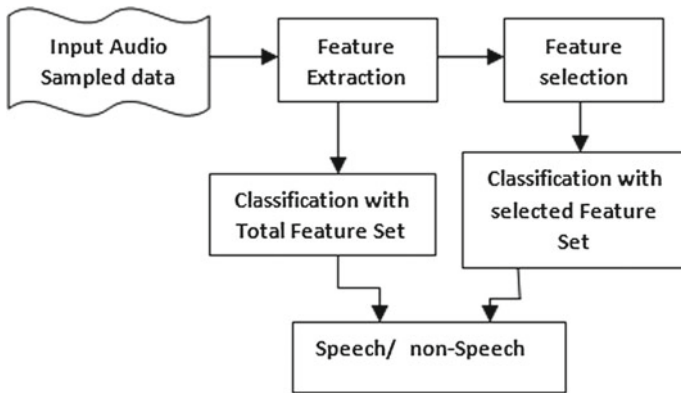 Input Audio
Sampled data
Feature
Extraction
Feature
selection
Classification with
Total Feature Set
Classification with
selected Feature
Set
Speech/ non-Speech